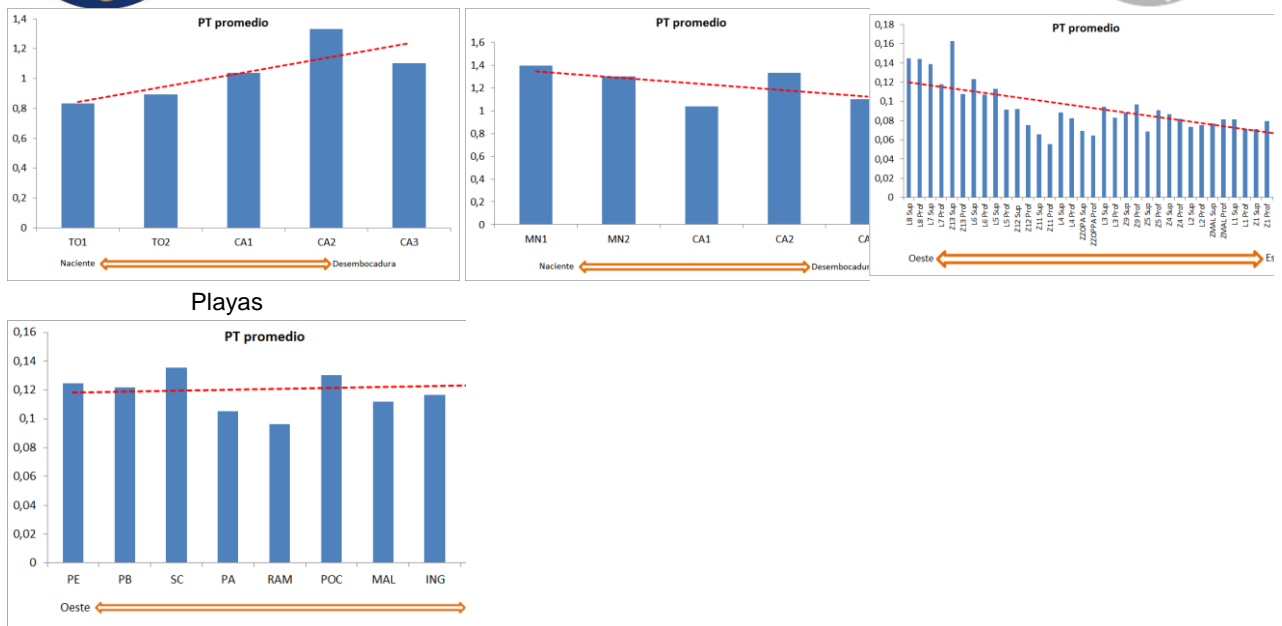 PT promedio
1,4
1,2
1
0,8
0,6
0,4
0,2
0
TO1 TO2 CA1 CA2 CA3
Naciente Desembocadura
PT promedio
1,6
1,4
1,2
1
0,8
0,6
0,4
0,2
0
MN1 MN2 CA1 CA2 CA
Naciente Desembocadura
PT promedio
0,18
0,16
0,14
0,12
0,1
0,08
0,06
0,04
0,02
0
L8 Sup
L8 Prof
L7 Sup
L7 Prof
Z13 Sup
Z13 Prof
L6 Sup
L6 Prof
L5 Sup
L5 Prof
Z12 Sup
Z12 Prof
Z11 Sup
Z11 Prof
L4 Sup
L4 Prof
ZZOPA Sup
ZZOPPA Prof
L3 Sup
L3 Prof
Z9 Sup
Z9 Prof
Z5 Sup
Z5 Prof
Z4 Sup
Z4 Prof
L2 Sup
L2 Prof
ZMAL Sup
ZMAL Prof
L1 Sup
L1 Prof
Z1 Sup
Z1 Prof
Oeste Es
Playas
PT promedio
0,16
0,14
0,12
0,1
0,08
0,06
0,04
0,02
0
PE PB SC PA RAM POC MAL ING
Oeste